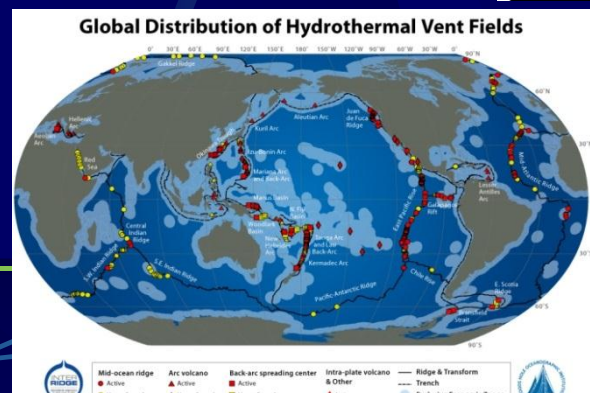 Global Distribution of Hydrothermal Vent Fields
0° 30°E 60°E 90°E 120°E 150°E 180° 150°W 120°W 90°W 60°W 30°W 0°
90°N
Gakkel Ridge
60°N
Aleutian Arc
Juan
de Fuca
Ridge
Kuril Arc
Hellenic
Arc
Aeolian
Arc
30°N
Mid-Atlantic Ridge
Red
Sea
Izu-Bonin
Mariana Arc
and Back-Arc
Lesser
Antilles
Arc
Manus Basin
Galapagos
Rift
0°
Woodlark
Basin
N. Fiji
Basin
East Pacific Rise
Central
Indian
Ridge
New
Hebrides
Arc
Tonga Arc
and Lau
Back-Arc
S.W. Indian Ridge
S.E. Indian Ridge
Kermadec Arc
30°S
Pacific-Antarctic Ridge
Chile Rise
E. Scotia
Ridge
Bransfield
Strait
60°S
90°S
INTER
RIDGE
Mid-ocean ridge
Active
Arc volcano
Active
Back-arc spreading center
Active
Intra-plate volcano
& Other
Ridge & Transform
Trench